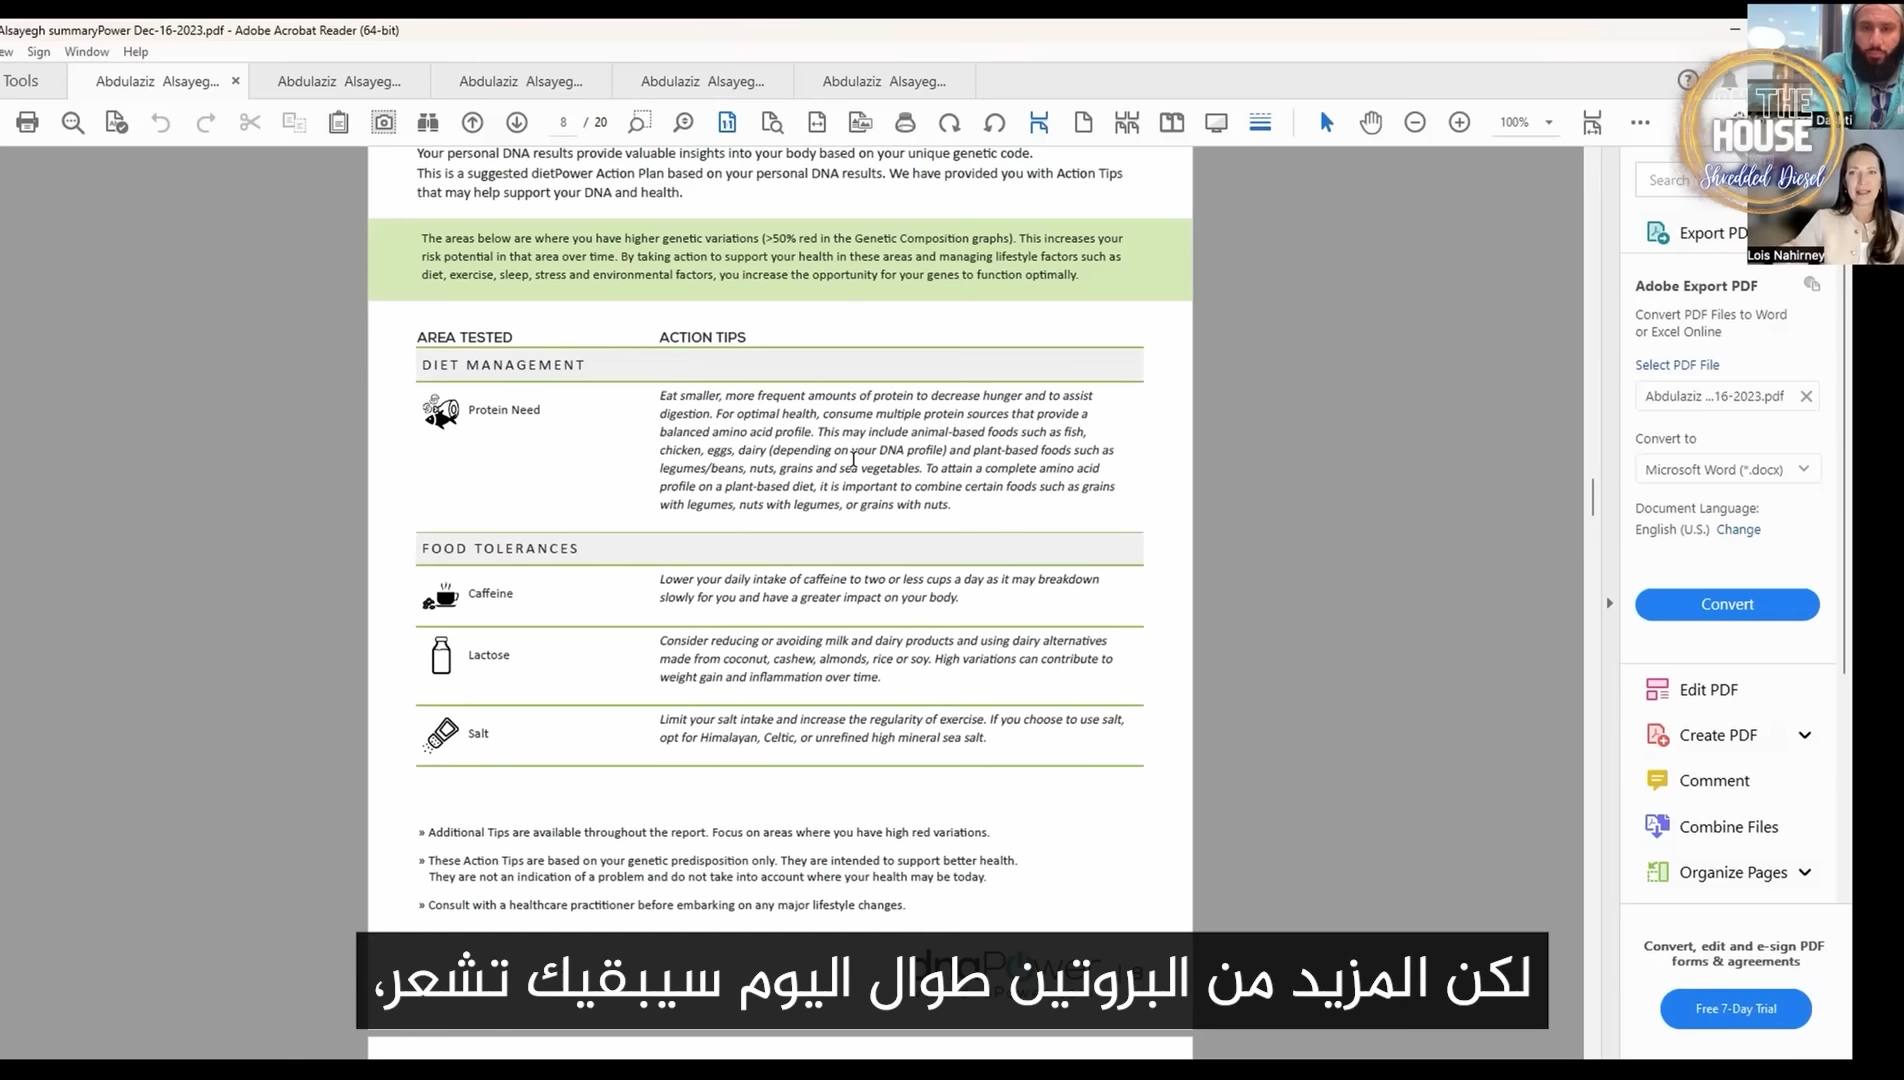 Alsayegh summaryPower Dec-16-2023.pdf - Adobe Acrobat Reader (64-bit)
ew Sign Window Help
Tools Abdulaziz Alsayeg... × Abdulaziz Alsayeg... Abdulaziz Alsayeg... Abdulaziz Alsayeg... Abdulaziz Alsayeg...
8 / 20 100%
THE
HOUSE
Shredded Diesel
Lois Nahirney
Your personal DNA results provide valuable insights into your body based on your unique genetic code.
This is a suggested dietPower Action Plan based on your personal DNA results. We have provided you with Action Tips
that may help support your DNA and health.
The areas below are where you have higher genetic variations (>50% red in the Genetic Composition graphs). This increases your
risk potential in that area over time. By taking action to support your health in these areas and managing lifestyle factors such as
diet, exercise, sleep, stress and environmental factors, you increase the opportunity for your genes to function optimally.
AREA TESTED ACTION TIPS
DIET MANAGEMENT
Protein Need
Eat smaller, more frequent amounts of protein to decrease hunger and to assist
digestion. For optimal health, consume multiple protein sources that provide a
balanced amino acid profile. This may include animal-based foods such as fish,
chicken, eggs, dairy (depending on your DNA profile) and plant-based foods such as
legumes/beans, nuts, grains and sea vegetables. To attain a complete amino acid
profile on a plant-based diet, it is important to combine certain foods such as grains
with legumes, nuts with legumes, or grains with nuts.
FOOD TOLERANCES
Caffeine
Lower your daily intake of caffeine to two or less cups a day as it may breakdown
slowly for you and have a greater impact on your body.
Lactose
Consider reducing or avoiding milk and dairy products and using dairy alternatives
made from coconut, cashew, almonds, rice or soy. High variations can contribute to
weight gain and inflammation over time.
Salt
Limit your salt intake and increase the regularity of exercise. If you choose to use salt,
opt for Himalayan, Celtic, or unrefined high mineral sea salt.
» Additional Tips are available throughout the report. Focus on areas where you have high red variations.
» These Action Tips are based on your genetic predisposition only. They are intended to support better health.
They are not an indication of a problem and do not take into account where your health may be today.
» Consult with a healthcare practitioner before embarking on any major lifestyle changes.
لكن المزيد من البروتين طوال اليوم سيبقيك تشعر،
Search
Export PD
Adobe Export PDF
Convert PDF Files to Word
or Excel Online
Select PDF File
Abdulaziz ...16-2023.pdf
Convert to
Microsoft Word (*.docx)
Document Language:
English (U.S.) Change
Convert
Edit PDF
Create PDF
Comment
Combine Files
Organize Pages
Convert, edit and e-sign PDF
forms & agreements
Free 7-Day Trial